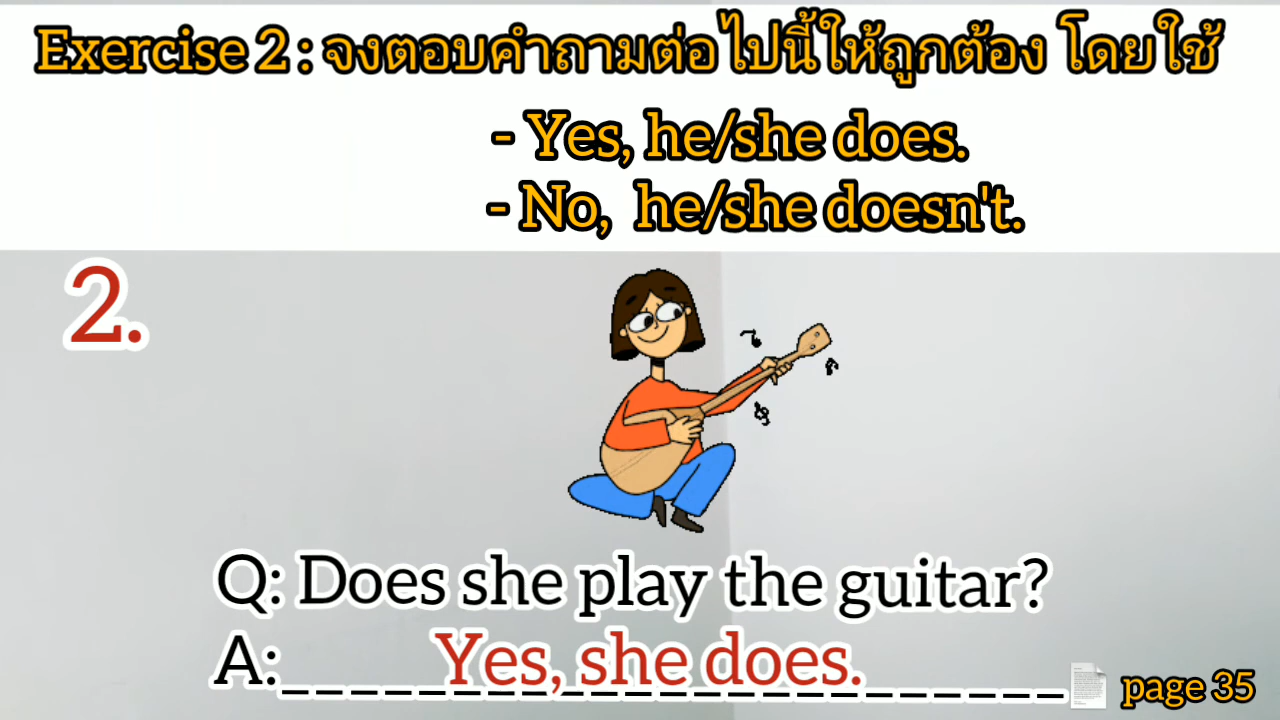 Exercise 2 : จงตอบคำถามต่อไปนี้ให้ถูกต้อง โดยใช้
- Yes, he/she does.
- No, he/she doesn't.
2.
Q: Does she play the guitar?
A: Yes, she does.
page 35